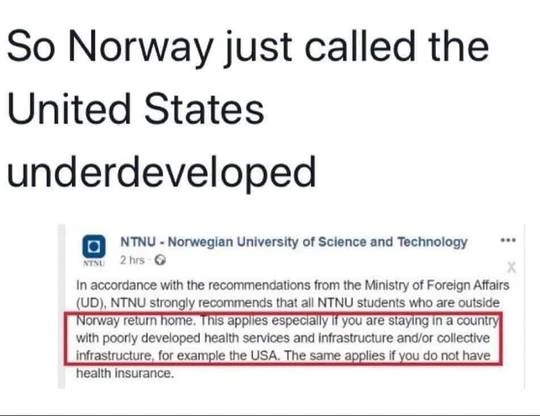 So Norway just called the
United States
underdeveloped
NTNU - Norwegian University of Science and Technology
NTNU 2 hrs ·
In accordance with the recommendations from the Ministry of Foreign Affairs
(UD), NTNU strongly recommends that all NTNU students who are outside
Norway return home. This applies especially if you are staying in a country
with poorly developed health services and infrastructure and/or collective
infrastructure, for example the USA. The same applies if you do not have
health insurance.